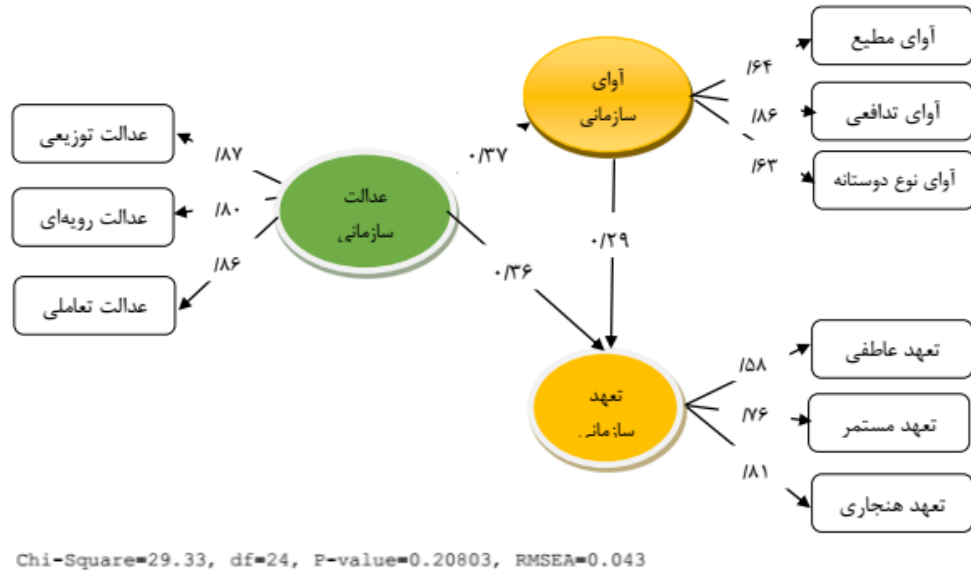 آوای مطیع
/۶۴
آوای
سازمانی
/۸۶
آوای تدافعی
/۶۳
آوای نوع دوستانه
عدالت توزیعی
/۸۷
۰/۳۷
عدالت
سازمانی
/۸۰
عدالت رویه‌ای
/۸۶
عدالت تعاملی
۰/۲۹
۰/۳۶
تعهد عاطفی
/۵۸
تعهد
سازمانی
/۷۶
تعهد مستمر
/۸۱
تعهد هنجاری
Chi-Square=29.33, df=24, P-value=0.20803, RMSEA=0.043